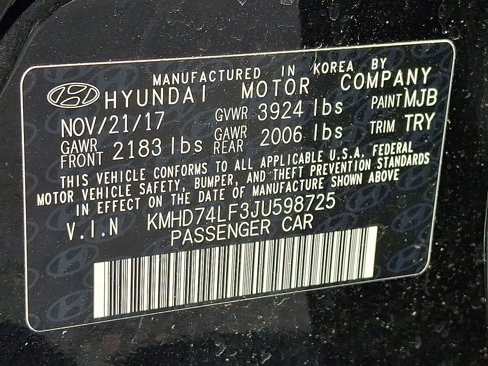 MANUFACTURED IN KOREA BY
HYUNDAI MOTOR COMPANY
NOV/21/17 GVWR 3924 lbs PAINT MJB
GAWR FRONT 2183 lbs GAWR REAR 2006 lbs TRIM TRY
THIS VEHICLE CONFORMS TO ALL APPLICABLE U.S.A. FEDERAL
MOTOR VEHICLE SAFETY, BUMPER, AND THEFT PREVENTION STANDARDS
IN EFFECT ON THE DATE OF MANUFACTURE SHOWN ABOVE
V.I.N KMHD74LF3JU598725
PASSENGER CAR